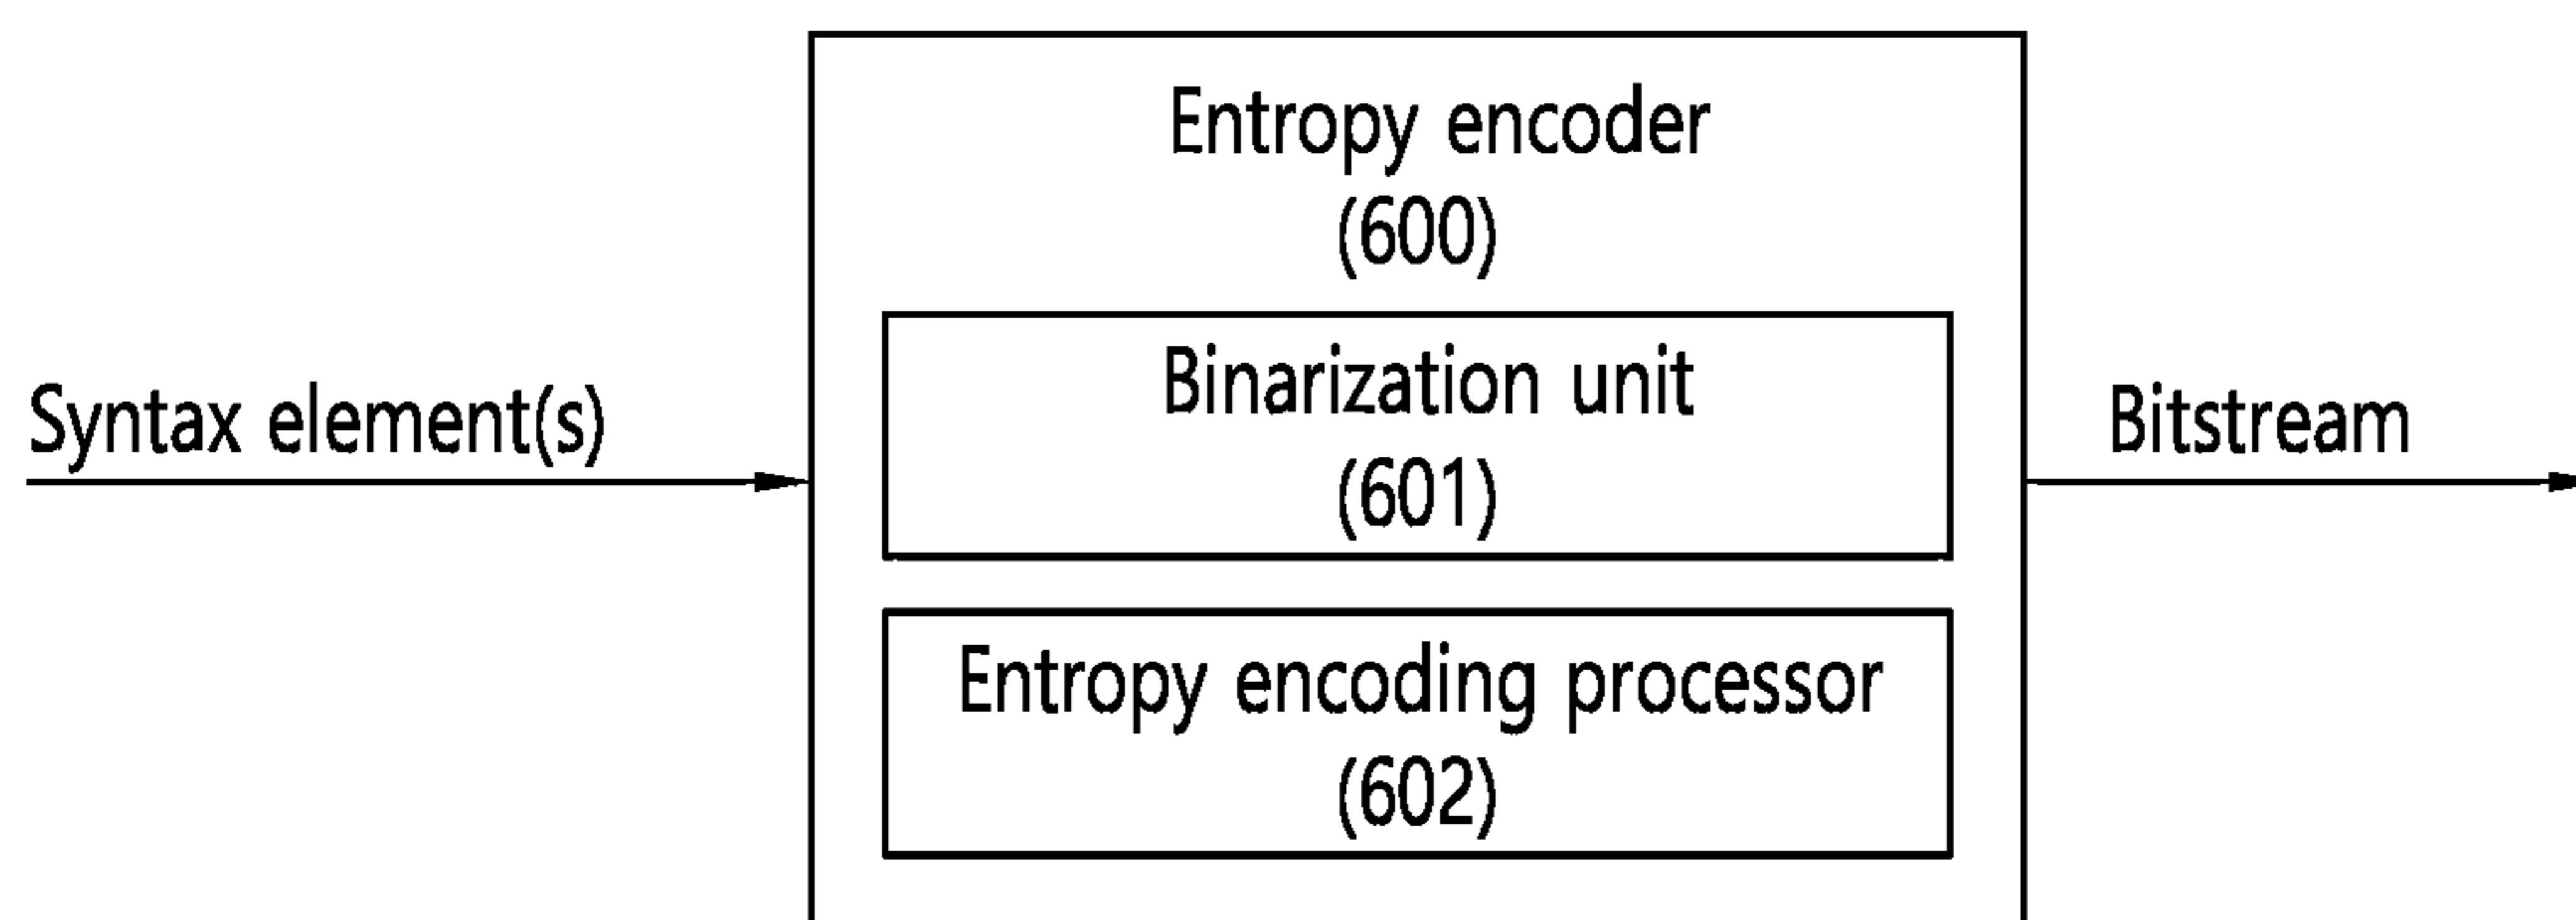 Entropy encoder
(600)
Syntax element(s)
Binarization unit
(601)
Bitstream
Entropy encoding processor
(602)